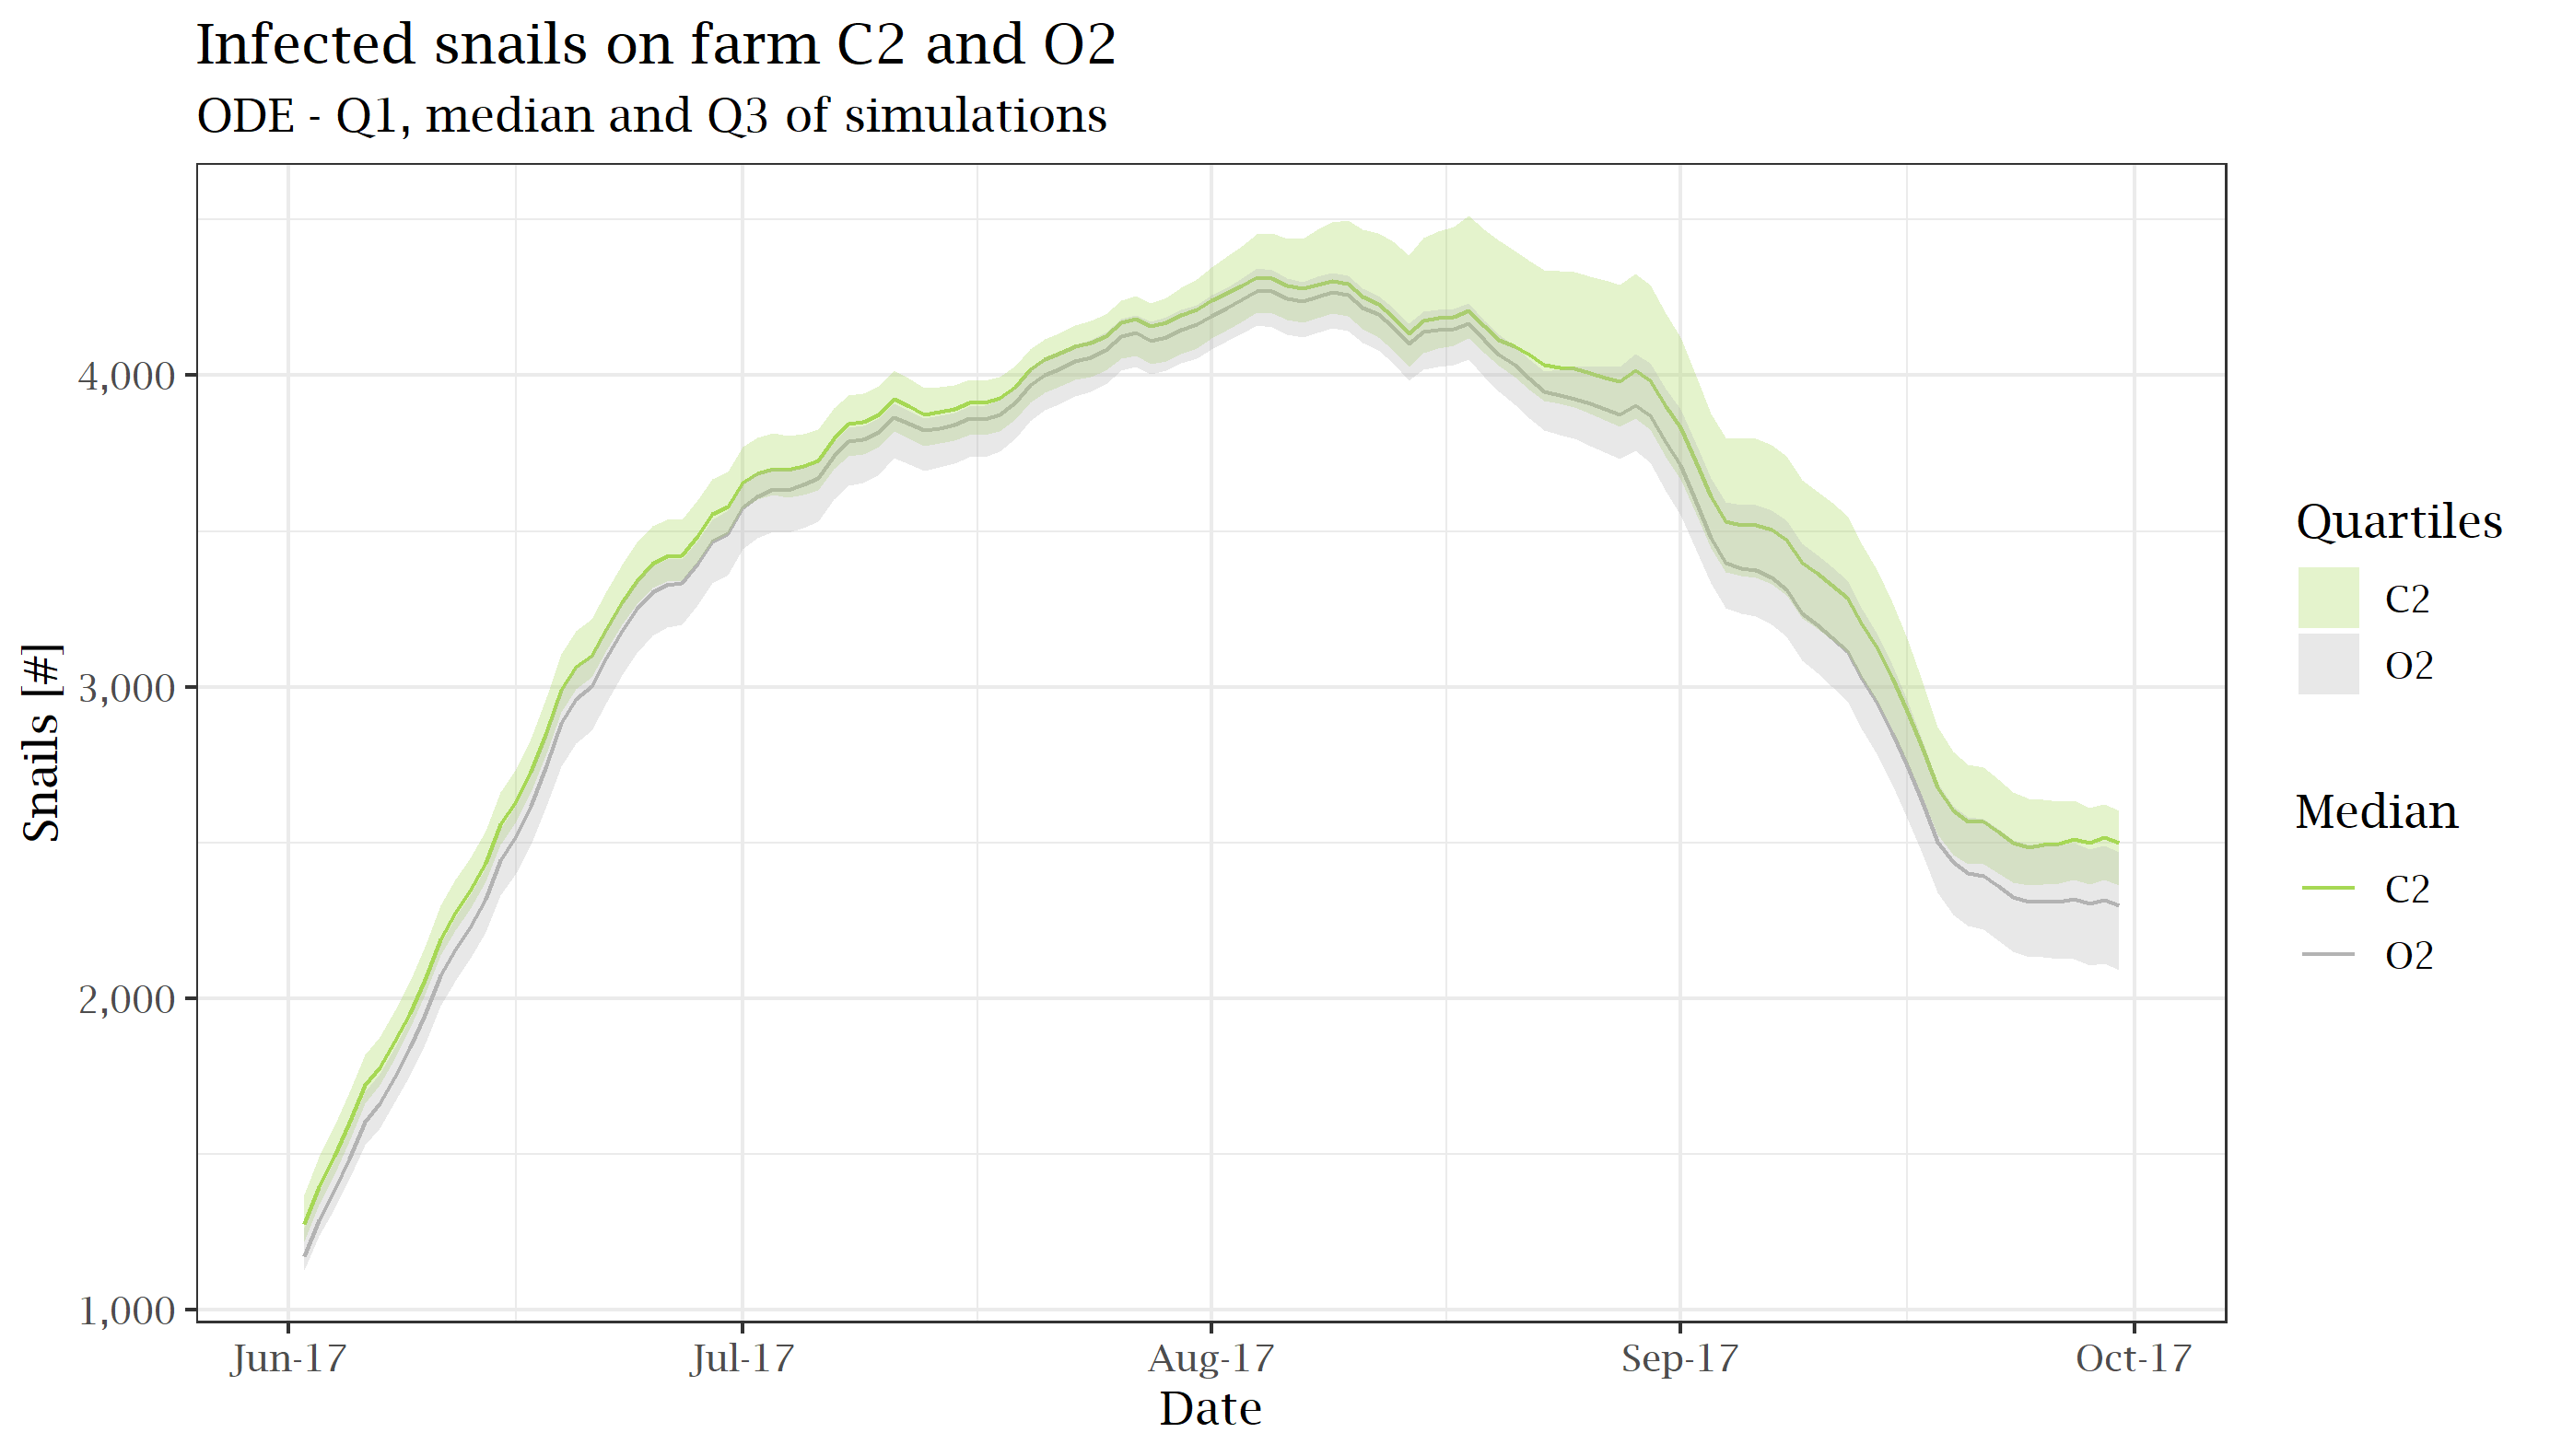 Infected snails on farm C2 and O2
ODE - Q1, median and Q3 of simulations
Snails [#]
4,000
3,000
2,000
1,000
Jun-17
Jul-17
Aug-17
Sep-17
Oct-17
Date
Quartiles
C2
O2
Median
C2
O2